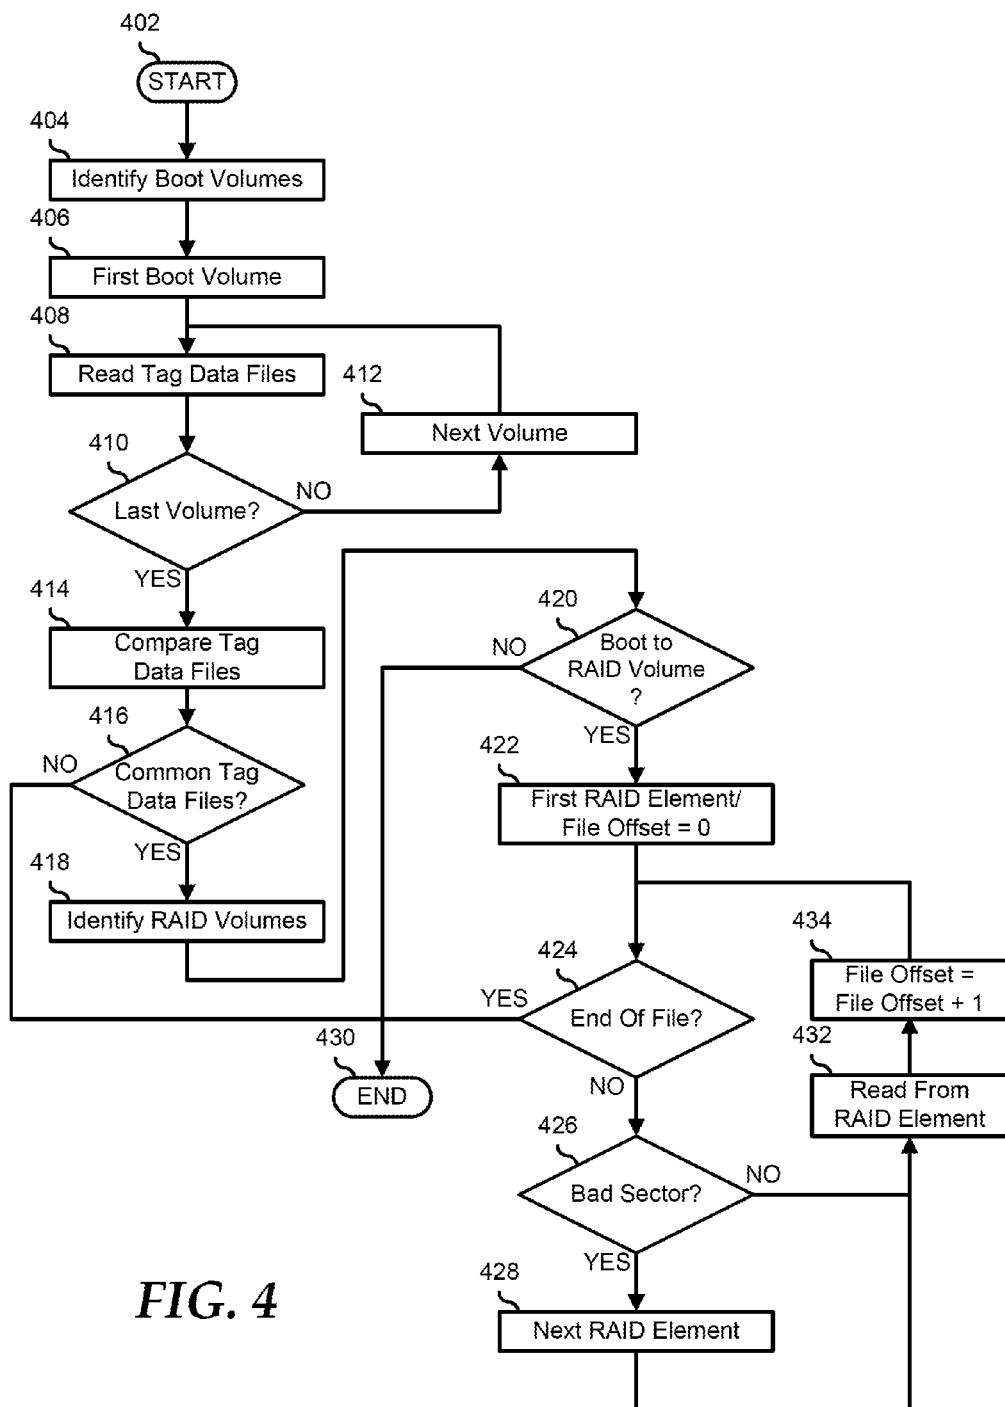 402
START
404
Identify Boot Volumes
406
First Boot Volume
408
Read Tag Data Files
412
Next Volume
410
Last Volume?
NO
YES
414
Compare Tag
Data Files
416
NO
Common Tag
Data Files?
YES
418
Identify RAID Volumes
420
NO
Boot to
RAID Volume
?
YES
422
First RAID Element/
File Offset = 0
424
YES
End Of File?
NO
434
File Offset =
File Offset + 1
432
Read From
RAID Element
430
END
426
Bad Sector?
NO
YES
428
Next RAID Element
FIG. 4